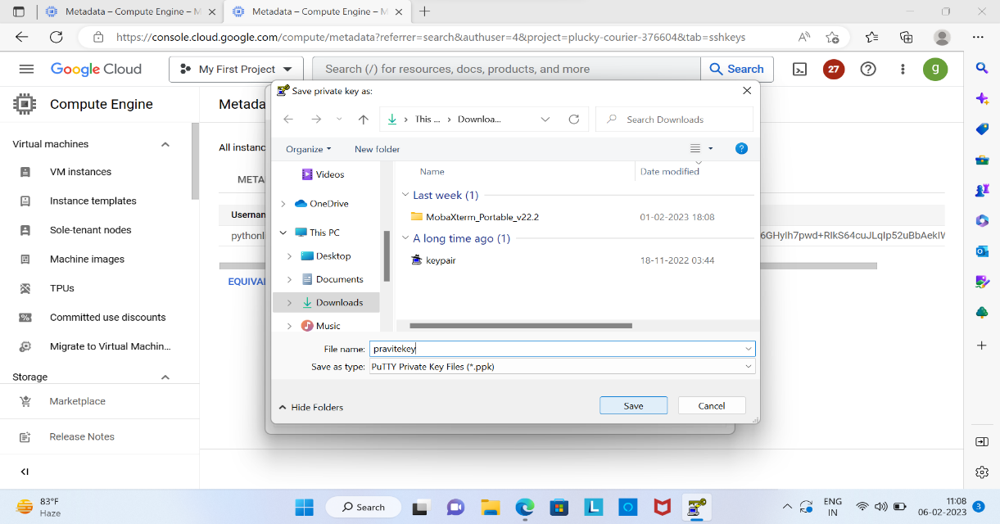 Metadata – Compute Engine – M
Metadata – Compute Engine – M
https://console.cloud.google.com/compute/metadata?referrer=search&authuser=4&project=plucky-courier-376604&tab=sshkeys
Google Cloud
My First Project
Search (/) for resources, docs, products, and more
Search
27
g
Compute Engine
Metada
Virtual machines
VM instances
Instance templates
Sole-tenant nodes
Machine images
TPUs
Committed use discounts
Migrate to Virtual Machin...
Storage
Marketplace
Release Notes
All instanc
META
Usernan
pythonl
EQUIVAI
6GHylh7pwd+RlkS64cuJLqIp52uBbAeklV
Save private key as:
This ... › Downloa...
Search Downloads
Organize
New folder
Videos
OneDrive
This PC
Desktop
Documents
Downloads
Music
Name
Date modified
Last week (1)
MobaXterm_Portable_v22.2
01-02-2023 18:08
A long time ago (1)
keypair
18-11-2022 03:44
File name: pravitekey
Save as type: PuTTY Private Key Files (*.ppk)
Hide Folders
Save
Cancel
83°F
Haze
Search
ENG
IN
11:08
06-02-2023
3